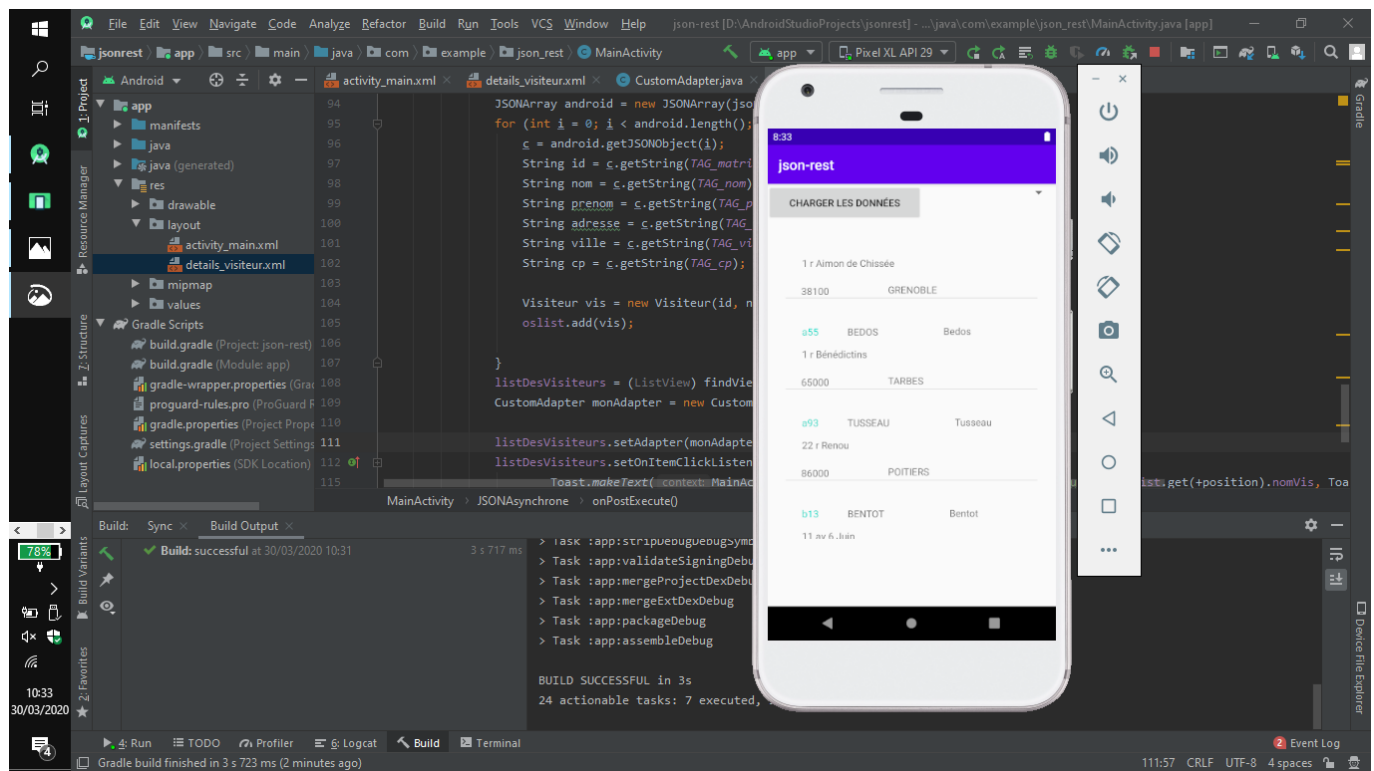 File Edit View Navigate Code Analyze Refactor Build Run Tools VCS Window Help json-rest [D:\AndroidStudioProjects\jsonrest] - ...\java\com\example\json_rest\MainActivity.java [app]
jsonrest app src main java com example json_rest MainActivity app Pixel XL API 29
Android
activity_main.xml details_visiteur.xml CustomAdapter.java
1: Project
Resource Manager
Z: Structure
Layout Captures
Build Variants
2: Favorites
app
manifests
java
java (generated)
res
drawable
layout
activity_main.xml
details_visiteur.xml
mipmap
values
Gradle Scripts
build.gradle (Project: json-rest)
build.gradle (Module: app)
gradle-wrapper.properties (Grad
proguard-rules.pro (ProGuard R
gradle.properties (Project Prope
settings.gradle (Project Settings
local.properties (SDK Location)
94 JSONArray android = new JSONArray(jso
95 for (int i = 0; i < android.length();
96 c = android.getJSONObject(i);
97 String id = c.getString(TAG_matri
98 String nom = c.getString(TAG_nom)
99 String prenom = c.getString(TAG_p
100 String adresse = c.getString(TAG_
101 String ville = c.getString(TAG_vi
102 String cp = c.getString(TAG_cp);
103
104 Visiteur vis = new Visiteur(id, n
105 oslist.add(vis);
106
107 }
108 listDesVisiteurs = (ListView) findVie
109 CustomAdapter monAdapter = new Custom
110
111 listDesVisiteurs.setAdapter(monAdapte
112 listDesVisiteurs.setOnItemClickListen
115 Toast.makeText( context: MainAc
ist.get(+position).nomVis, Toa
MainActivity JSONAsynchrone onPostExecute()
8:33
json-rest
CHARGER LES DONNÉES
1 r Aimon de Chissée
38100 GRENOBLE
a55 BEDOS Bedos
1 r Bénédictins
65000 TARBES
a93 TUSSEAU Tusseau
22 r Renou
86000 POITIERS
b13 BENTOT Bentot
11 av 6 Juin
Gradle
Device File Explorer
Build: Sync Build Output
Build: successful at 30/03/2020 10:31 3 s 717 ms
> Task :app:stripDebugDebugSymb
> Task :app:validateSigningDebu
> Task :app:mergeProjectDexDebu
> Task :app:mergeExtDexDebug
> Task :app:packageDebug
> Task :app:assembleDebug
BUILD SUCCESSFUL in 3s
24 actionable tasks: 7 executed,
78%
10:33
30/03/2020
4
4: Run TODO Profiler 6: Logcat Build Terminal 2 Event Log
Gradle build finished in 3 s 723 ms (2 minutes ago) 111:57 CRLF UTF-8 4 spaces